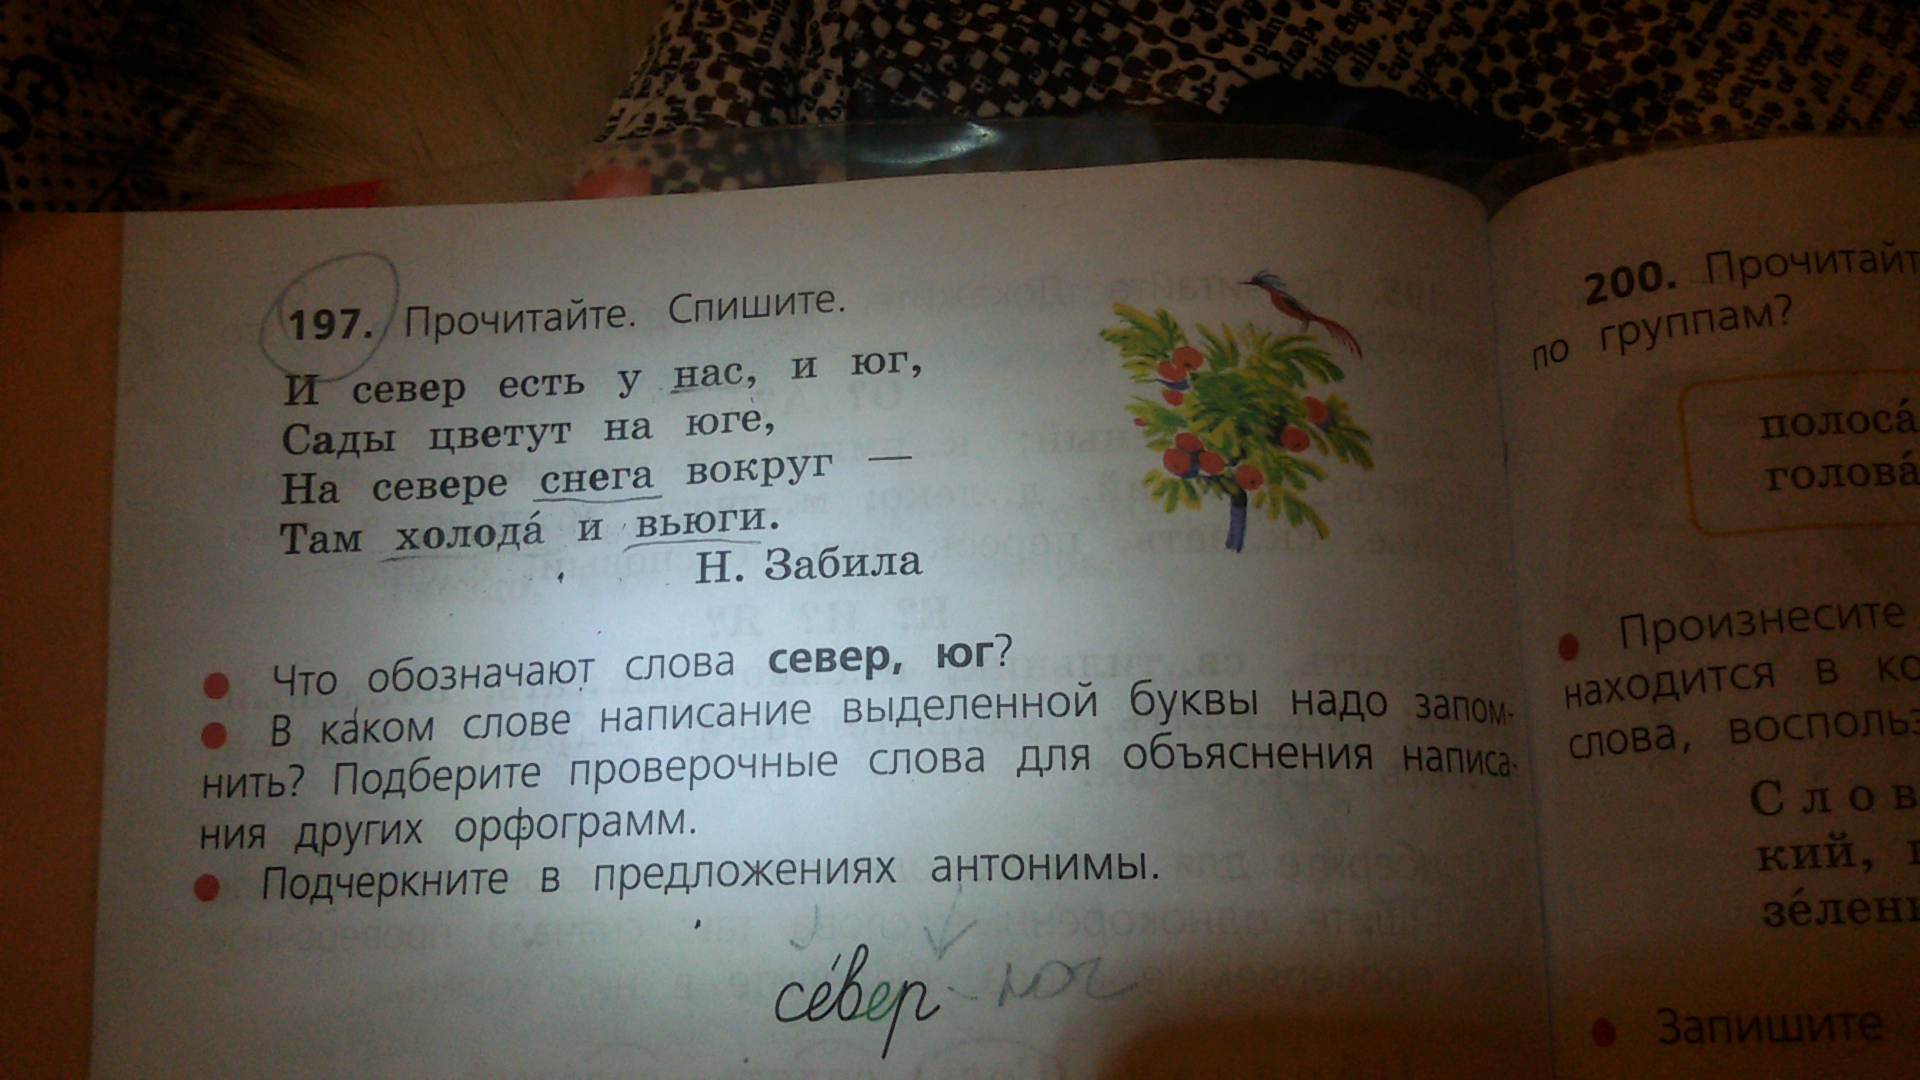 197. Прочитайте. Спишите.
И север есть у нас, и юг,
Сады цветут на юге,
На севере снега вокруг —
Там холода́ и вьюги.
Н. Забила
● Что обозначают слова север, юг?
● В каком слове написание выделенной буквы надо запом-
нить? Подберите проверочные слова для объяснения написа-
ния других орфограмм.
● Подчеркните в предложениях антонимы.
се́вер - юг
200. Прочитайт
по группам?
полоса́
голова́
● Произнесите
находится в ко
слова, воспольз
Слов
кий,
зе́лен
● Запишите